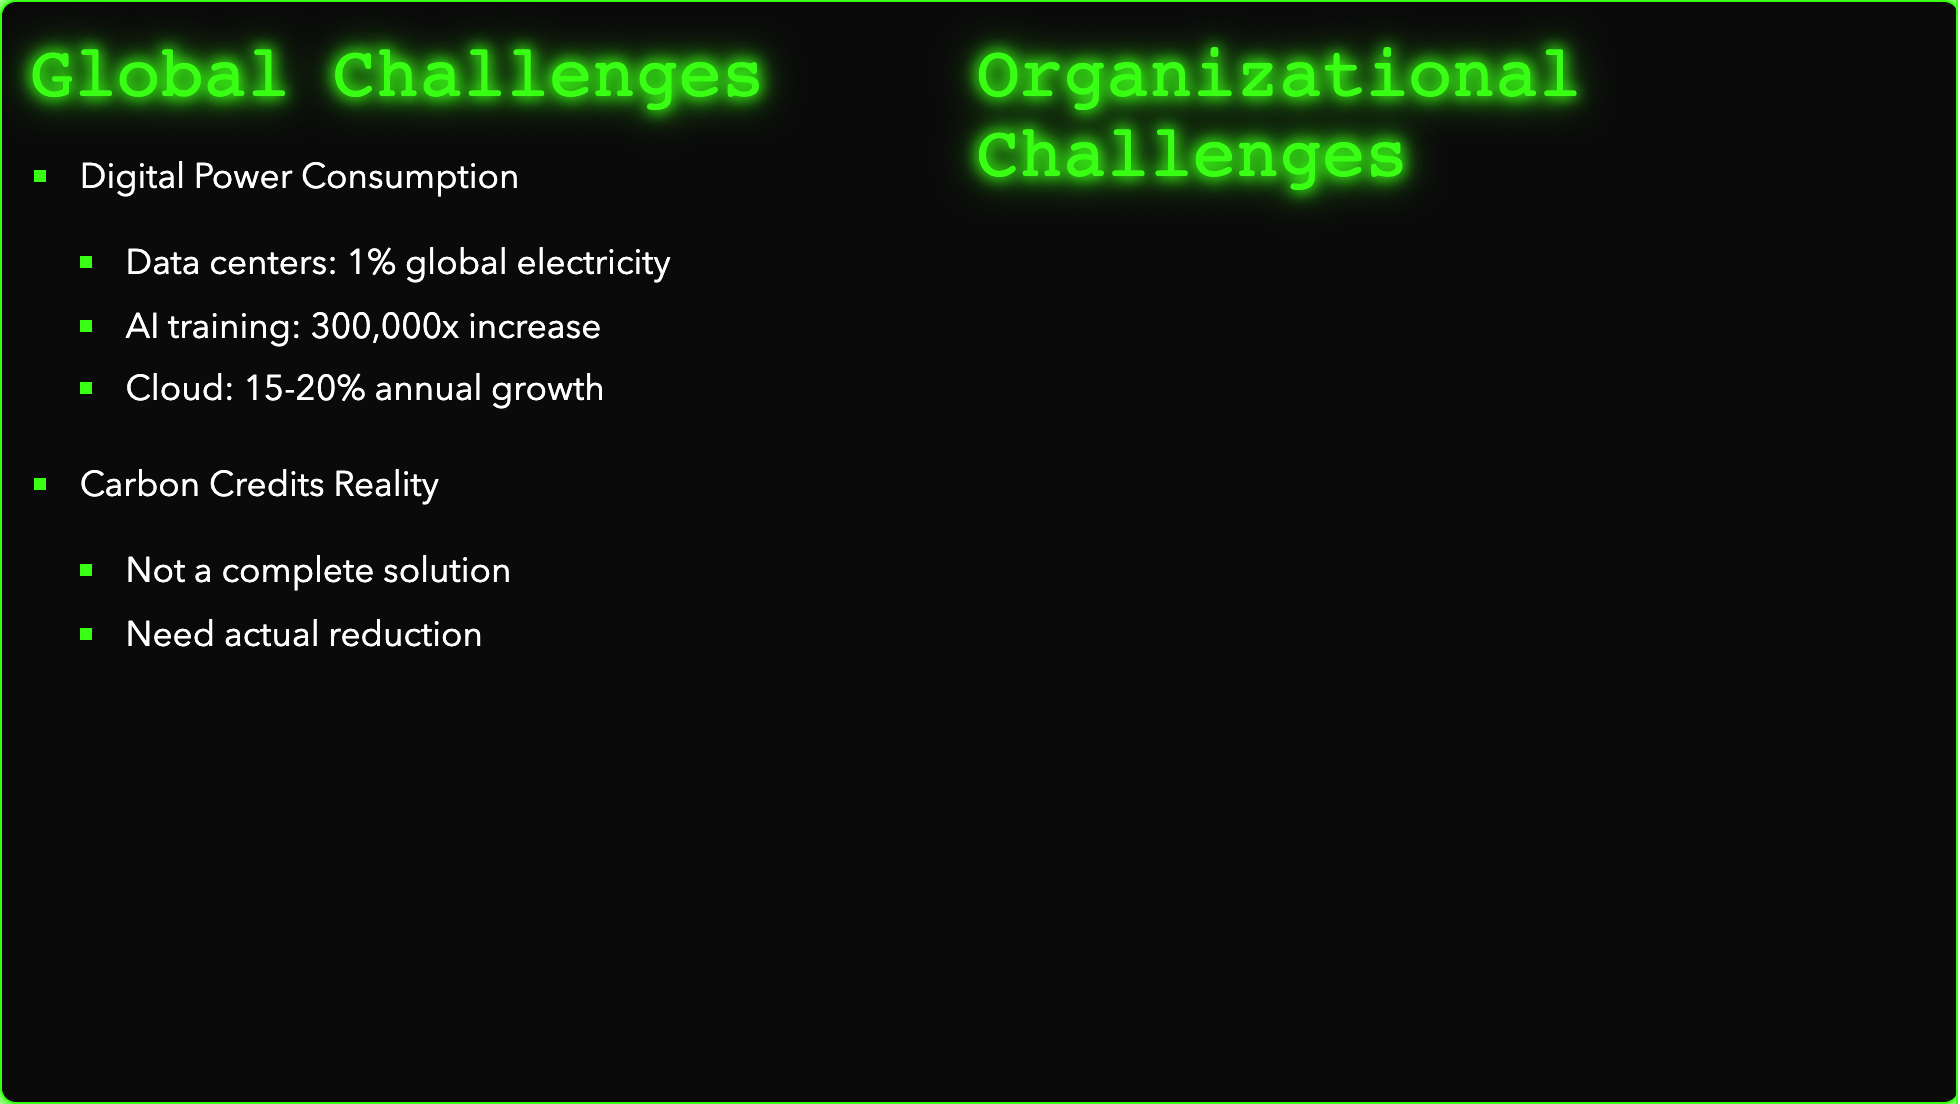 Global Challenges
Digital Power Consumption
Data centers: 1% global electricity
AI training: 300,000x increase
Cloud: 15-20% annual growth
Carbon Credits Reality
Not a complete solution
Need actual reduction
Organizational
Challenges